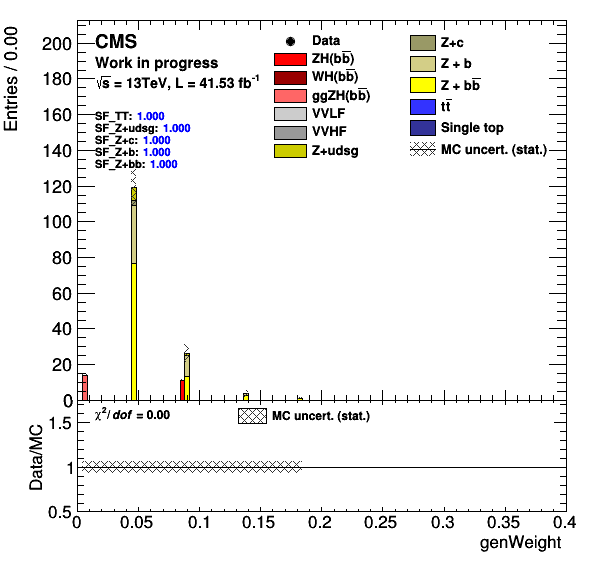 CMS
Work in progress
√s = 13TeV, L = 41.53 fb⁻¹
SF_TT: 1.000
SF_Z+udsg: 1.000
SF_Z+c: 1.000
SF_Z+b: 1.000
SF_Z+bb: 1.000
Data
ZH(bb̅)
WH(bb̅)
ggZH(bb̅)
VVLF
VVHF
Z+udsg
Z+c
Z + b
Z + bb̅
tt̅
Single top
MC uncert. (stat.)
Entries / 0.00
200
180
160
140
120
100
80
60
40
20
0
χ²/dof = 0.00
MC uncert. (stat.)
Data/MC
1.5
1
0.5
0 0.05 0.1 0.15 0.2 0.25 0.3 0.35 0.4
genWeight